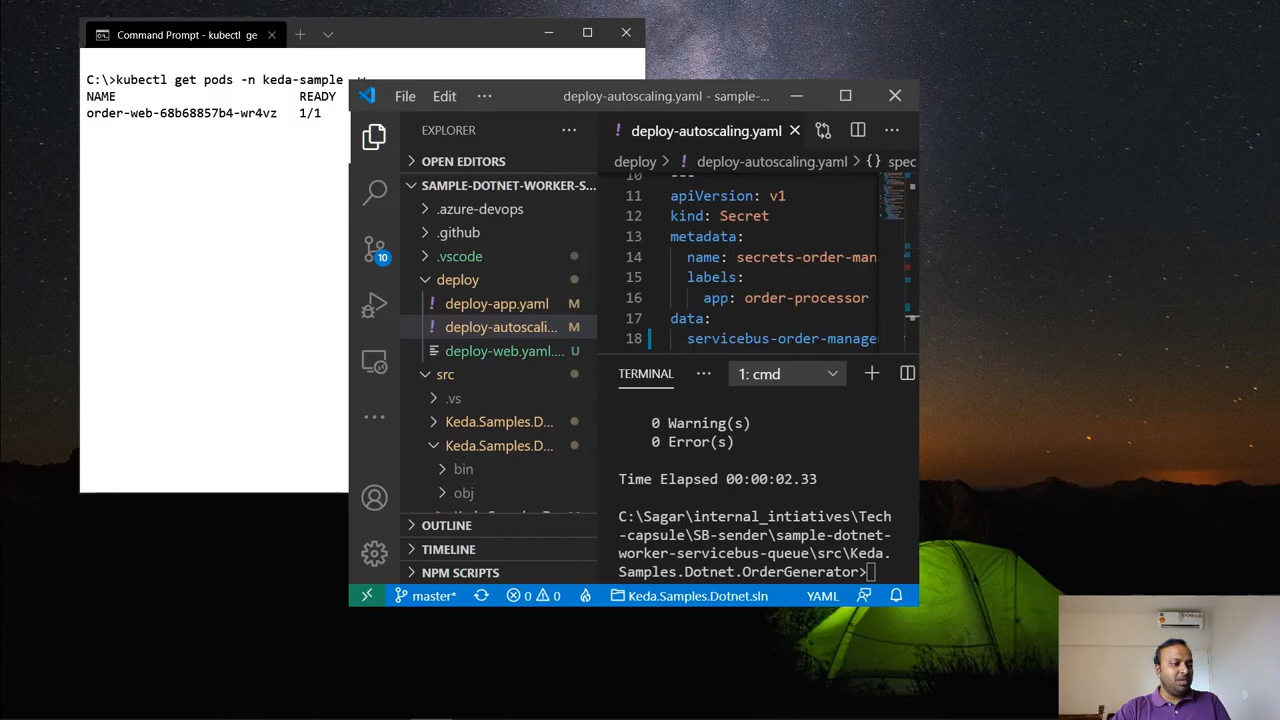 Command Prompt - kubectl ge
C:\>kubectl get pods -n keda-sample -w
NAME READY
order-web-68b68857b4-wr4vz 1/1
File Edit ··· deploy-autoscaling.yaml - sample-...
EXPLORER ···
OPEN EDITORS
SAMPLE-DOTNET-WORKER-S...
.azure-devops
.github
.vscode
deploy
! deploy-app.yaml M
! deploy-autoscali... M
deploy-web.yaml.... U
src
.vs
Keda.Samples.D...
Keda.Samples.D...
bin
obj
OUTLINE
TIMELINE
NPM SCRIPTS
10
! deploy-autoscaling.yaml
deploy > ! deploy-autoscaling.yaml > {} spec
10 ---
11 apiVersion: v1
12 kind: Secret
13 metadata:
14 name: secrets-order-man
15 labels:
16 app: order-processor
17 data:
18 servicebus-order-manage
TERMINAL ··· 1: cmd
0 Warning(s)
0 Error(s)
Time Elapsed 00:00:02.33
C:\Sagar\internal_intiatives\Tech
-capsule\SB-sender\sample-dotnet-
worker-servicebus-queue\src\Keda.
Samples.Dotnet.OrderGenerator>
master* 0 0 Keda.Samples.Dotnet.sln YAML